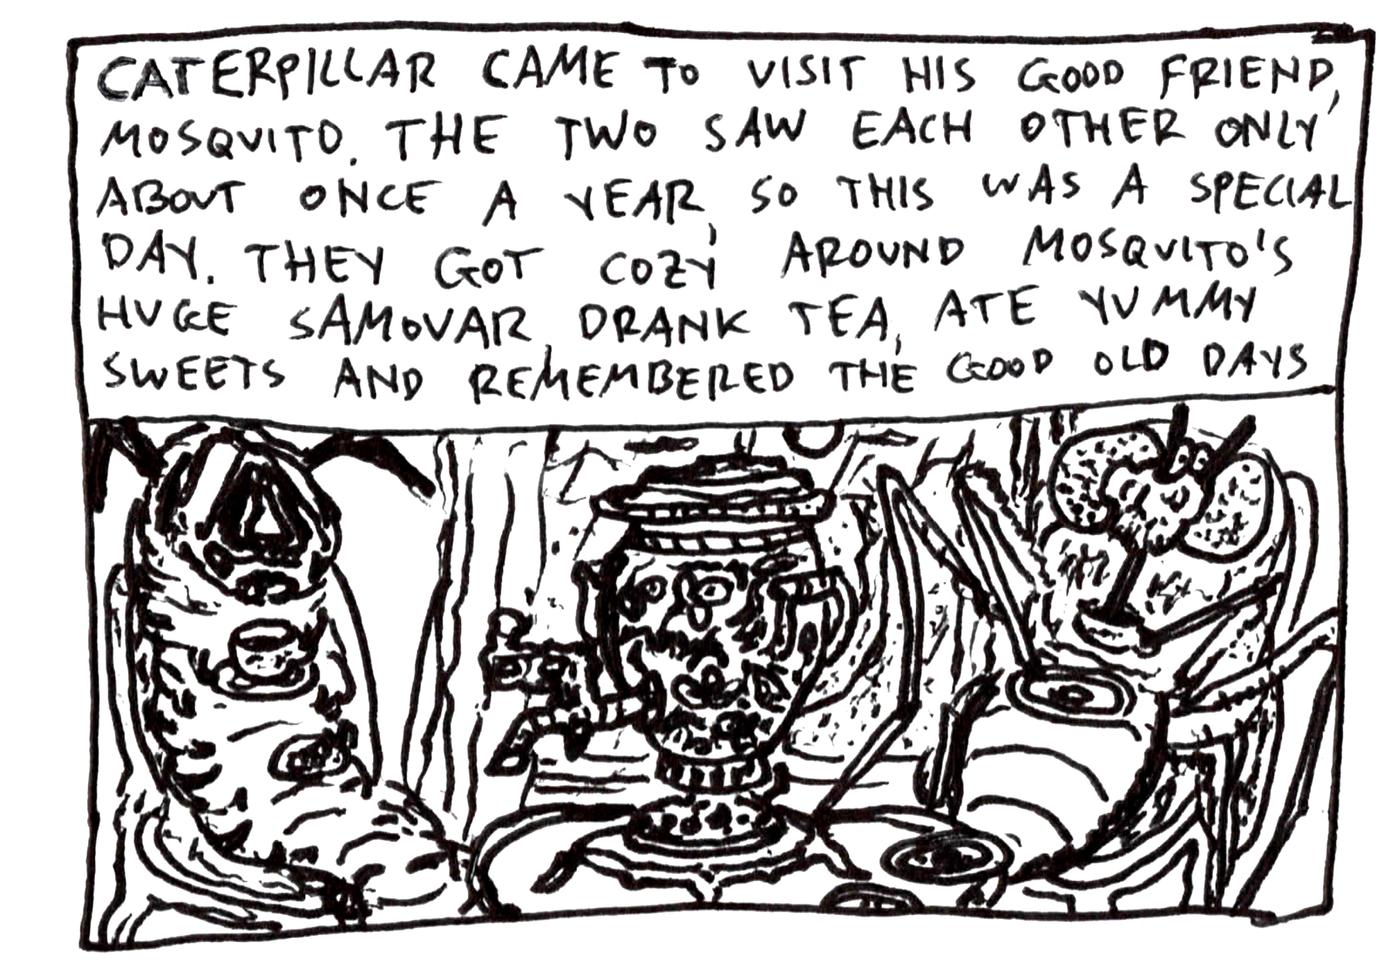 CATERPILLAR CAME TO VISIT HIS GOOD FRIEND,
MOSQUITO. THE TWO SAW EACH OTHER ONLY
ABOUT ONCE A YEAR, SO THIS WAS A SPECIAL
DAY. THEY GOT COZY AROUND MOSQUITO'S
HUGE SAMOVAR, DRANK TEA, ATE YUMMY
SWEETS AND REMEMBERED THE GOOD OLD DAYS